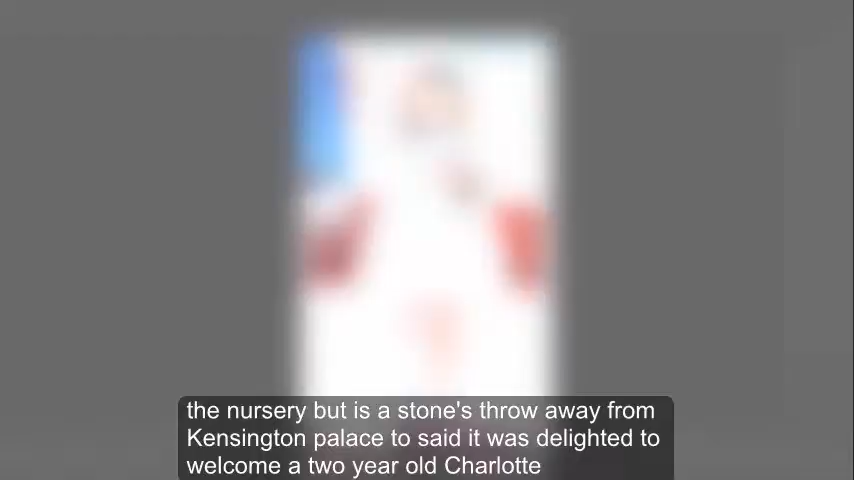 the nursery but is a stone's throw away from
Kensington palace to said it was delighted to
welcome a two year old Charlotte